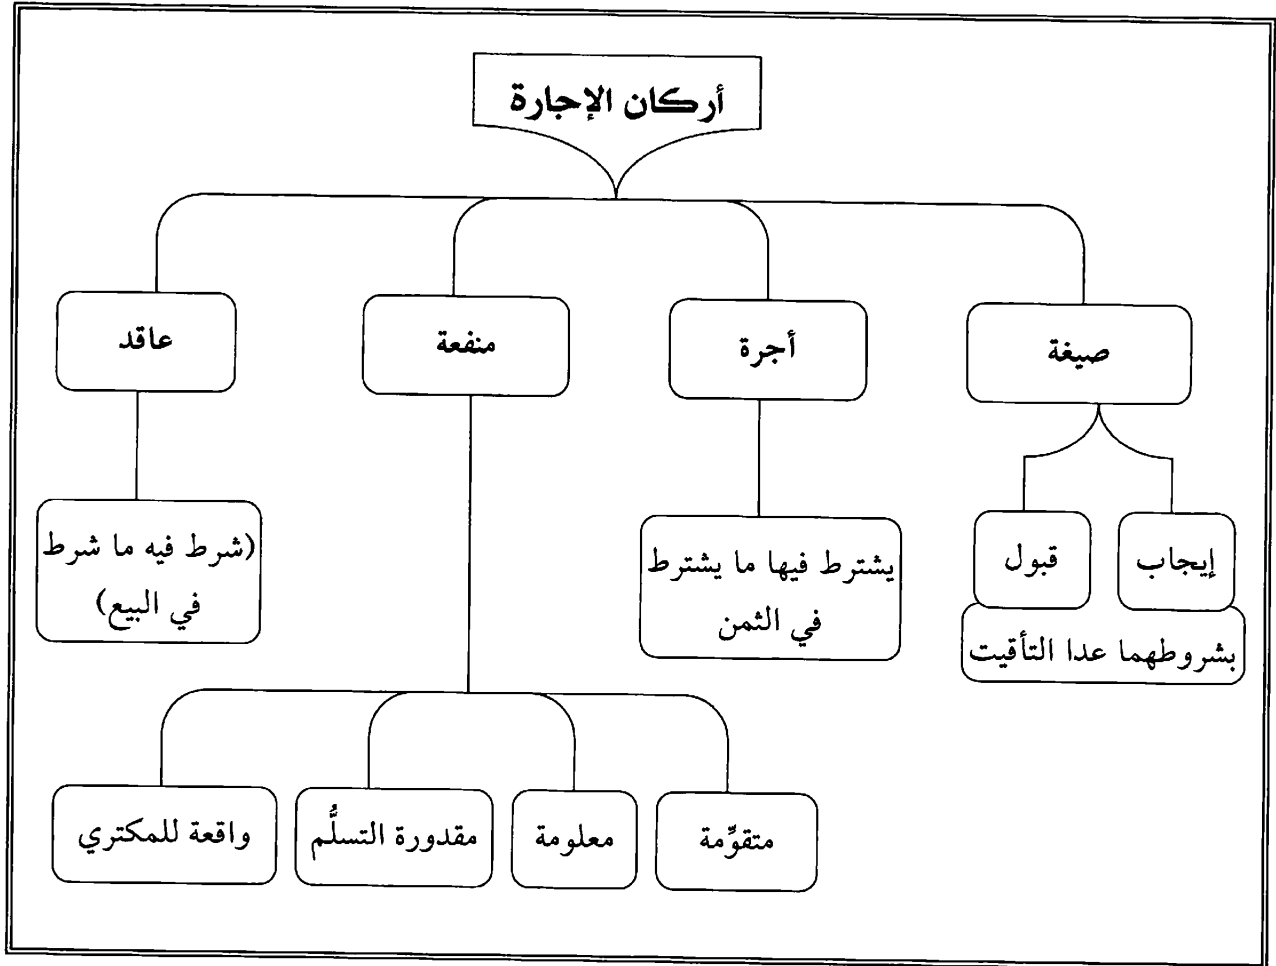 أركان الإجارة
صيغة
أجرة
منفعة
عاقد
إيجاب
قبول
بشروطهما عدا التأقيت
يشترط فيها ما يشترط
في الثمن
(شرط فيه ما شرط
في البيع)
متقوِّمة
معلومة
مقدورة التسلُّم
واقعة للمكتري